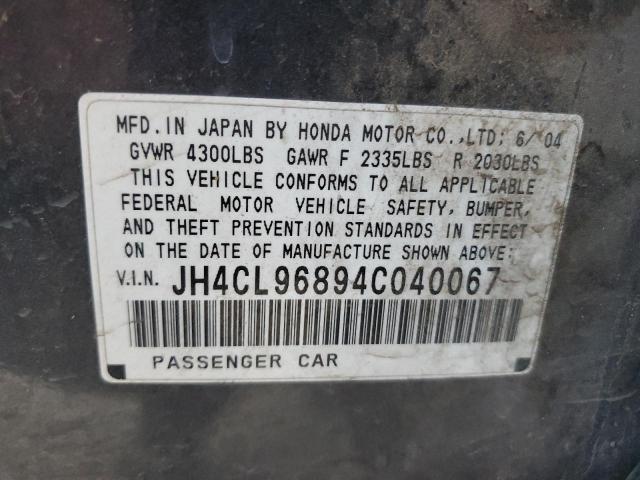 MFD. IN JAPAN BY HONDA MOTOR CO., LTD; 6/04
GVWR 4300LBS GAWR F 2335LBS R 2030LBS
THIS VEHICLE CONFORMS TO ALL APPLICABLE
FEDERAL MOTOR VEHICLE SAFETY, BUMPER,
AND THEFT PREVENTION STANDARDS IN EFFECT
ON THE DATE OF MANUFACTURE SHOWN ABOVE:
V.I.N. JH4CL96894C040067
PASSENGER CAR